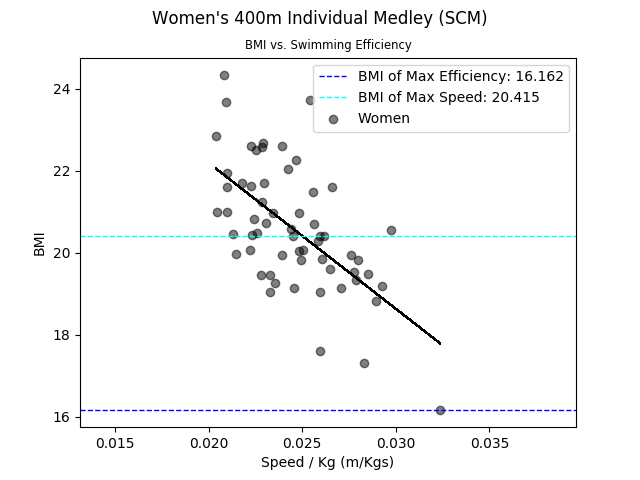 Women's 400m Individual Medley (SCM)
BMI vs. Swimming Efficiency
BMI of Max Efficiency: 16.162
BMI of Max Speed: 20.415
Women
24
22
20
18
16
BMI
0.015 0.020 0.025 0.030 0.035
Speed / Kg (m/Kgs)